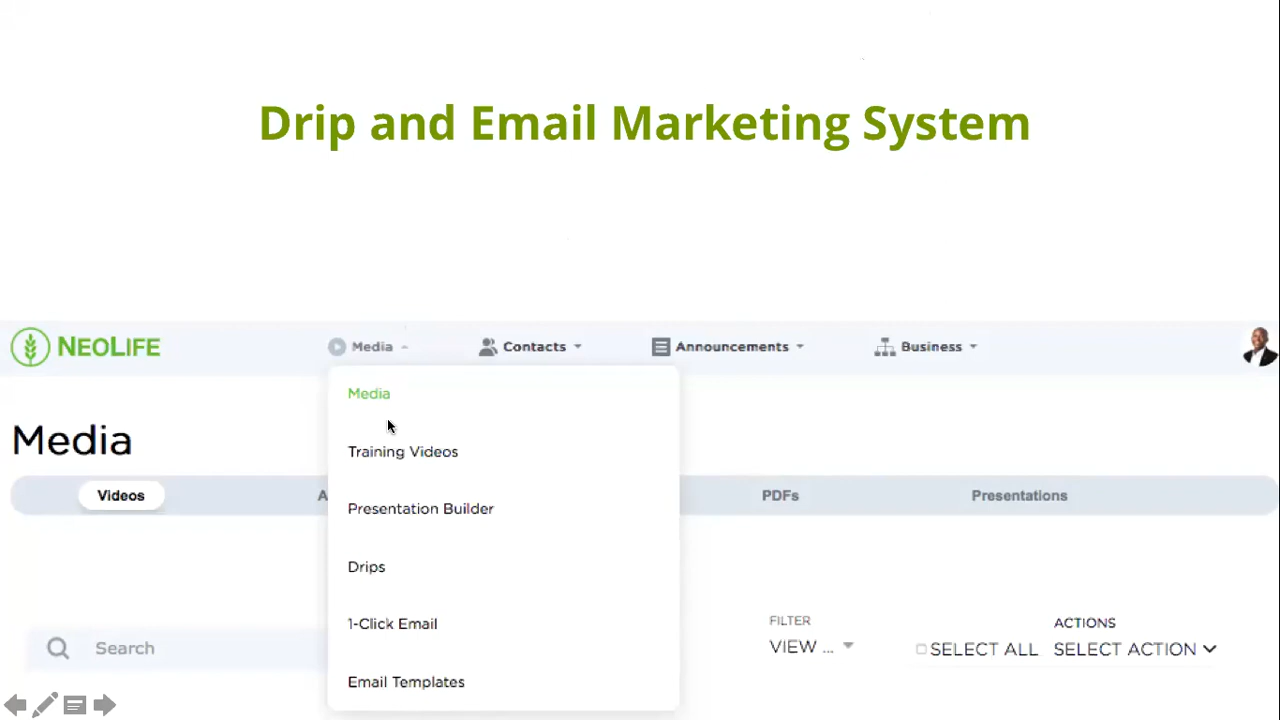 Drip and Email Marketing System
NEOLIFE Media Contacts Announcements Business
Media
Media
Training Videos
Videos A PDFs Presentations
Presentation Builder
Drips
1-Click Email
FILTER ACTIONS
Search VIEW ... SELECT ALL SELECT ACTION
Email Templates